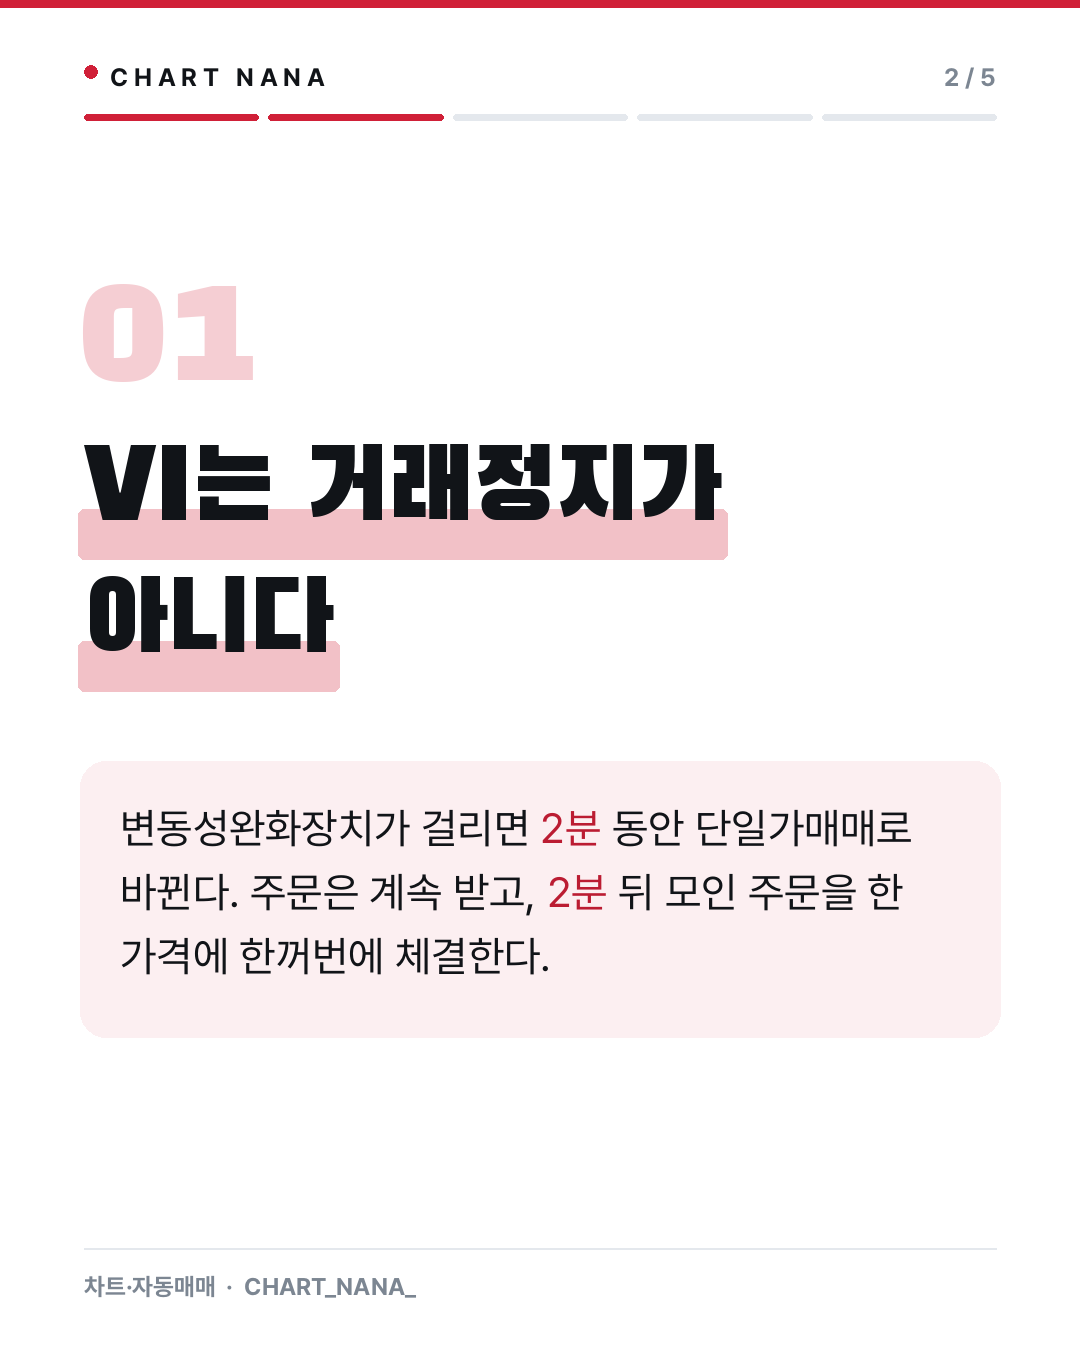 CHART NANA
2 / 5
01
VI는 거래정지가
아니다
변동성완화장치가 걸리면 2분 동안 단일가매매로
바뀐다. 주문은 계속 받고, 2분 뒤 모인 주문을 한
가격에 한꺼번에 체결한다.
차트·자동매매 · CHART_NANA_